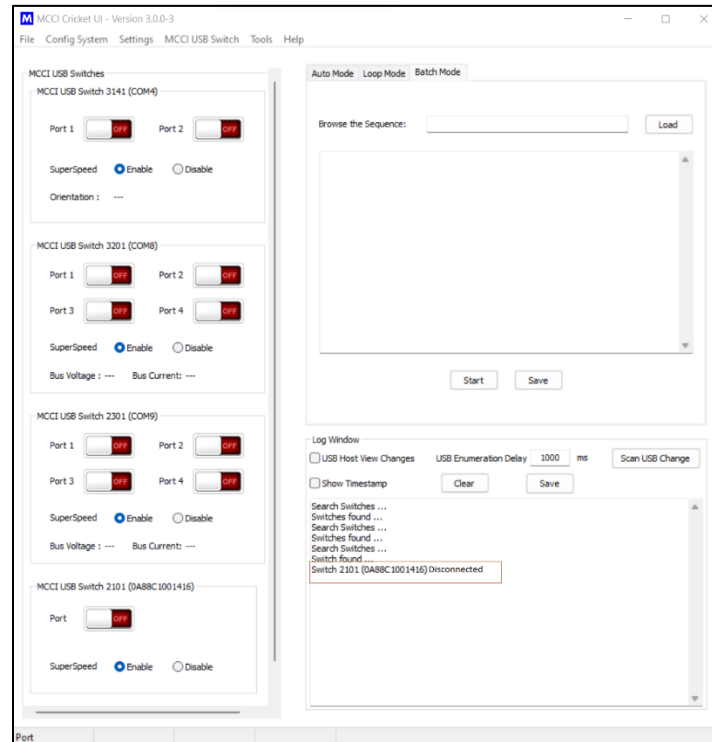 M MCCI Cricket UI - Version 3.0.0-3
File Config System Settings MCCI USB Switch Tools Help
MCCI USB Switches
MCCI USB Switch 3141 (COM4)
Port 1 OFF Port 2 OFF
SuperSpeed Enable Disable
Orientation : ---
MCCI USB Switch 3201 (COM8)
Port 1 OFF Port 2 OFF
Port 3 OFF Port 4 OFF
SuperSpeed Enable Disable
Bus Voltage : --- Bus Current: ---
MCCI USB Switch 2301 (COM9)
Port 1 OFF Port 2 OFF
Port 3 OFF Port 4 OFF
SuperSpeed Enable Disable
Bus Voltage : --- Bus Current: ---
MCCI USB Switch 2101 (0A88C1001416)
Port OFF
SuperSpeed Enable Disable
Auto Mode Loop Mode Batch Mode
Browse the Sequence: Load
Start Save
Log Window
USB Host View Changes USB Enumeration Delay 1000 ms Scan USB Change
Show Timestamp Clear Save
Search Switches ...
Switches found ...
Search Switches ...
Switches found ...
Search Switches ...
Switch found ...
Switch 2101 (0A88C1001416) Disconnected
Port